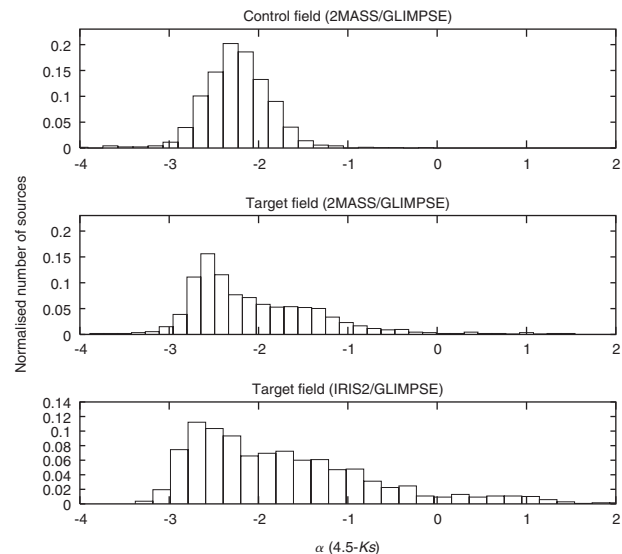 Control field (2MASS/GLIMPSE)
0.2
0.15
0.1
0.05
0
-4 -3 -2 -1 0 1 2
Target field (2MASS/GLIMPSE)
Normalised number of sources
0.2
0.15
0.1
0.05
0
-4 -3 -2 -1 0 1 2
Target field (IRIS2/GLIMPSE)
0.14
0.12
0.1
0.08
0.06
0.04
0.02
0
-4 -3 -2 -1 0 1 2
α (4.5-Ks)